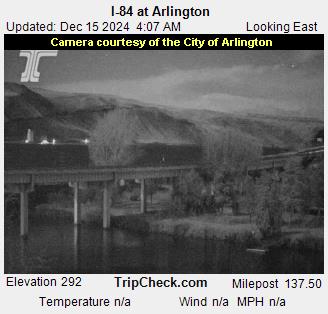 I-84 at Arlington
Updated: Dec 15 2024 4:07 AM Looking East
Camera courtesy of the City of Arlington
Elevation 292 TripCheck.com Milepost 137.50
Temperature n/a Wind n/a MPH n/a